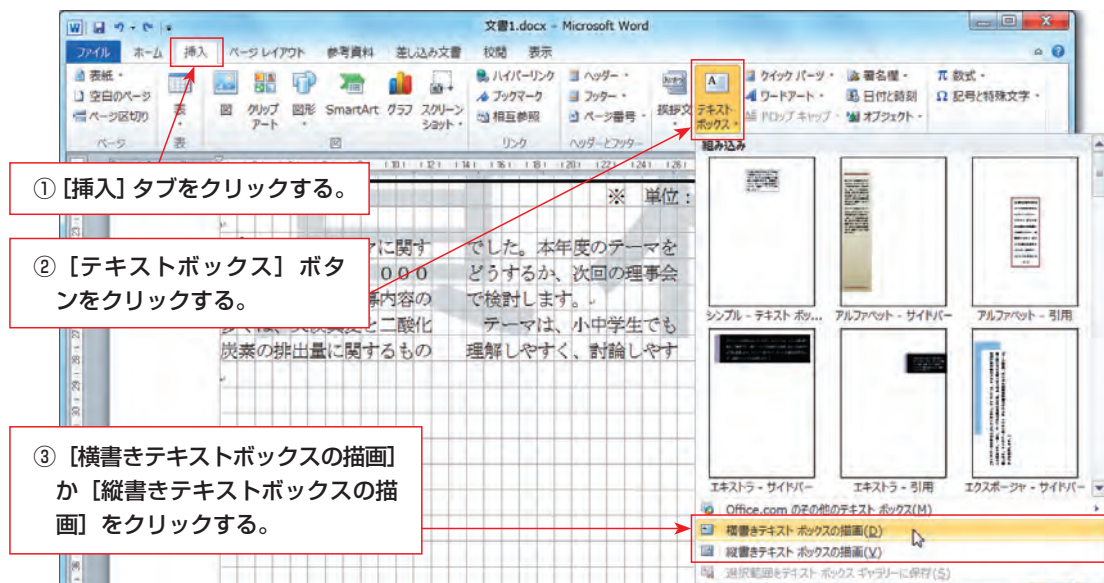 文書1.docx - Microsoft Word
ファイル ホーム 挿入 ページ レイアウト 参考資料 差し込み文書 校閲 表示
表紙
空白のページ
ページ区切り
ページ
表
表
図
クリップ
アート
図形
SmartArt
グラフ
スクリーン
ショット
図
ハイパーリンク
ブックマーク
相互参照
リンク
ヘッダー
フッター
ページ番号
ヘッダーとフッター
挨拶文
テキスト
ボックス
クイック パーツ
ワードアート
ドロップ キャップ
署名欄
日付と時刻
オブジェクト
π 数式
Ω 記号と特殊文字
①[挿入]タブをクリックする。
②[テキストボックス]ボタ
ンをクリックする。
③[横書きテキストボックスの描画]
か[縦書きテキストボックスの描
画]をクリックする。
※ 単位:
に関す
０００
内容の
二酸化
炭素の排出量に関するもの
でした。本年度のテーマを
どうするか、次回の理事会
で検討します。
テーマは、小中学生でも
理解しやすく、討論しやす
組み込み
シンプル - テキスト ボッ... アルファベット - サイドバー アルファベット - 引用
エキストラ - サイドバー エキストラ - 引用 エクスポージャ - サイドバー
Office.com のその他のテキスト ボックス(M)
横書きテキスト ボックスの描画(D)
縦書きテキスト ボックスの描画(V)
選択範囲をテキスト ボックス ギャラリーに保存(S)